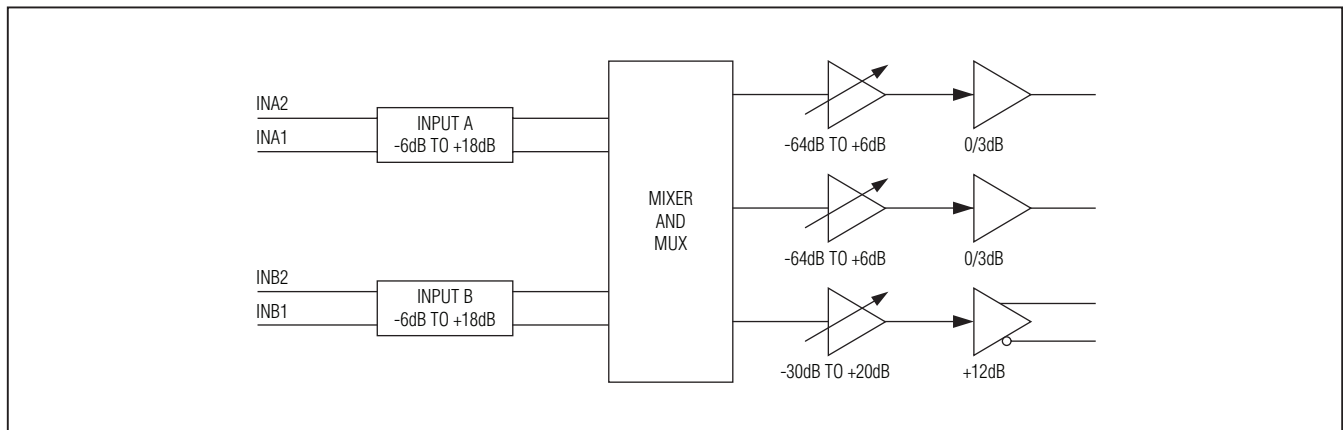 INA2
INA1
INPUT A
-6dB TO +18dB
INB2
INB1
INPUT B
-6dB TO +18dB
MIXER
AND
MUX
-64dB TO +6dB
0/3dB
-64dB TO +6dB
0/3dB
-30dB TO +20dB
+12dB